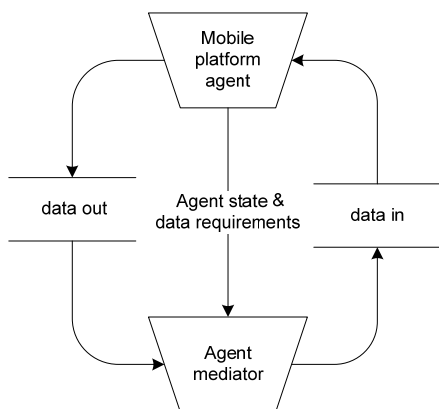 Mobile
platform
agent
data out
Agent state &
data requirements
data in
Agent
mediator